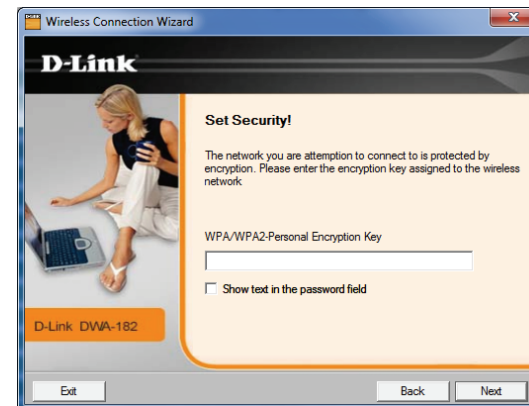 Wireless Connection Wizard
D-Link
Set Security!
The network you are attemption to connect to is protected by
encryption. Please enter the encryption key assigned to the wireless
network
WPA/WPA2-Personal Encryption Key
Show text in the password field
D-Link DWA-182
Exit
Back
Next